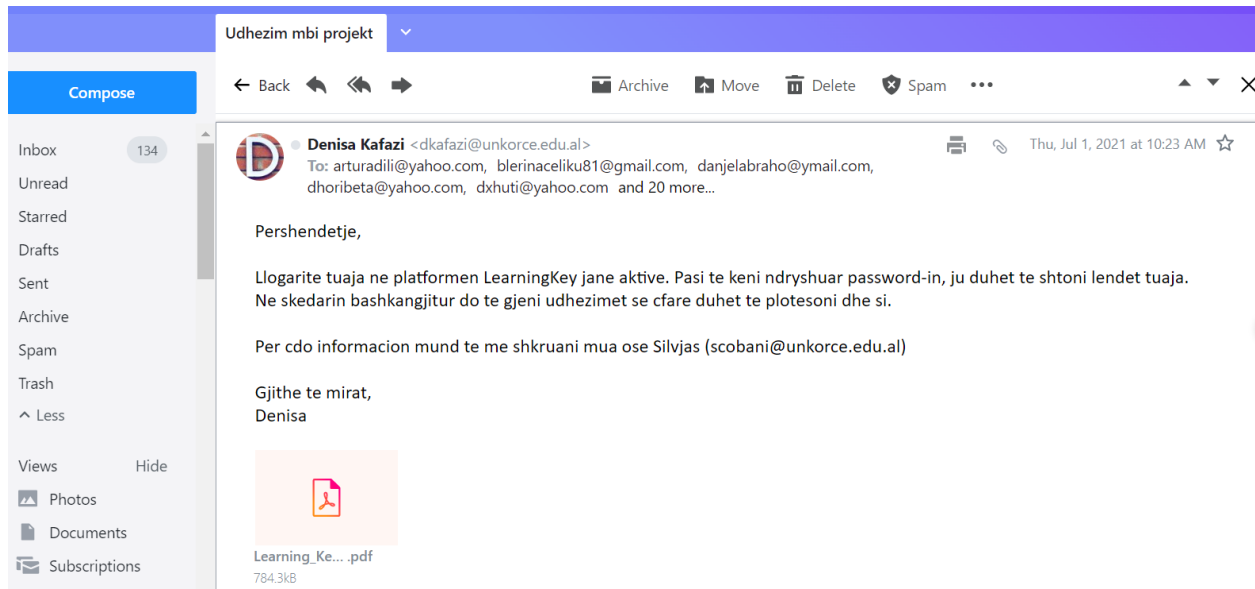 Udhezim mbi projekt
Compose
Back
Archive
Move
Delete
Spam
Inbox
134
Unread
Starred
Drafts
Sent
Archive
Spam
Trash
Less
Views
Hide
Photos
Documents
Subscriptions
D
Denisa Kafazi <dkafazi@unkorce.edu.al>
Thu, Jul 1, 2021 at 10:23 AM
To: arturadili@yahoo.com, blerinaceliku81@gmail.com, danjelabraho@ymail.com,
dhoribeta@yahoo.com, dxhuti@yahoo.com and 20 more...
Pershendetje,
Llogarite tuaja ne platformen LearningKey jane aktive. Pasi te keni ndryshuar password-in, ju duhet te shtoni lendet tuaja.
Ne skedarin bashkangjitur do te gjeni udhezimet se cfare duhet te plotesoni dhe si.
Per cdo informacion mund te me shkruani mua ose Silvjas (scobani@unkorce.edu.al)
Gjithe te mirat,
Denisa
Learning_Ke... .pdf
784.3kB